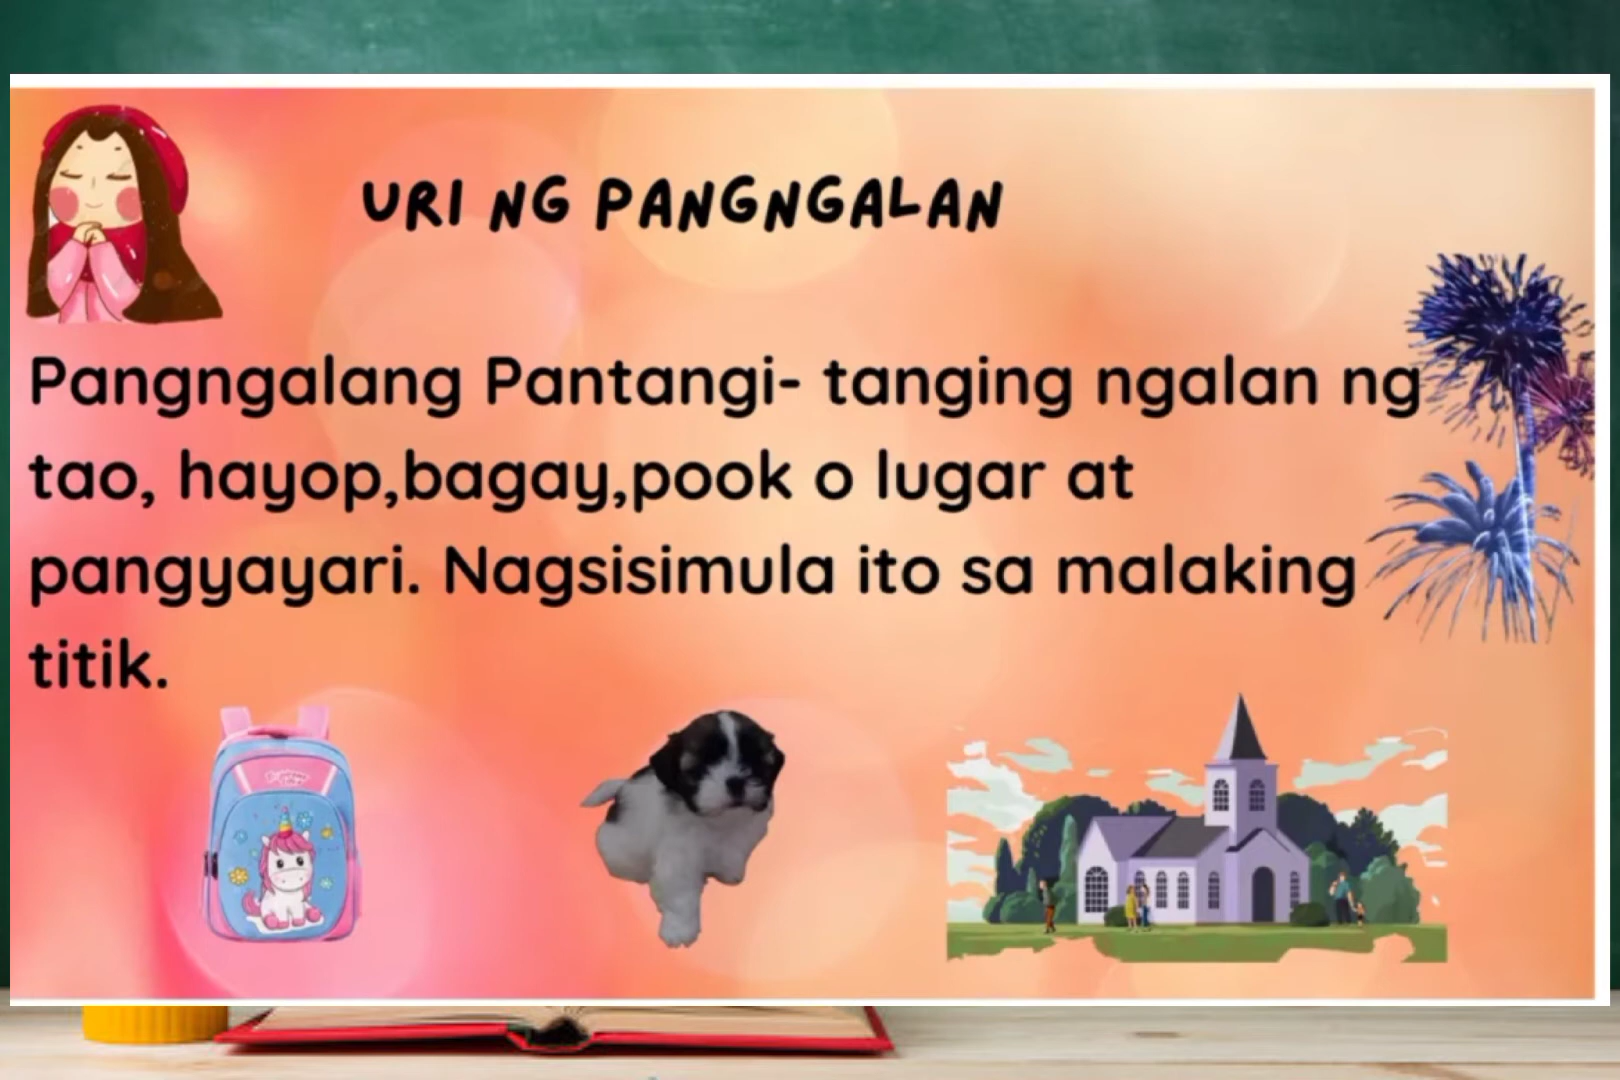 URI NG PANGNGALAN
Pangngalang Pantangi- tanging ngalan ng
tao, hayop,bagay,pook o lugar at
pangyayari. Nagsisimula ito sa malaking
titik.